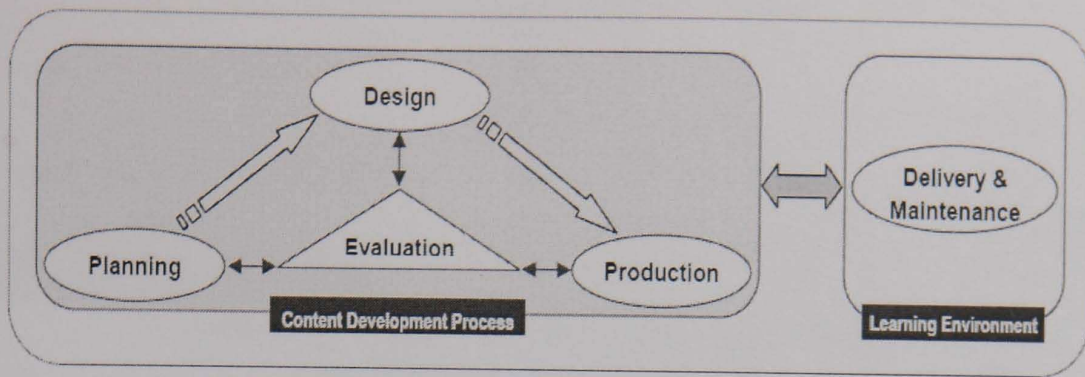 Design
Evaluation
Planning
Production
Content Development Process
Delivery &
Maintenance
Learning Environment